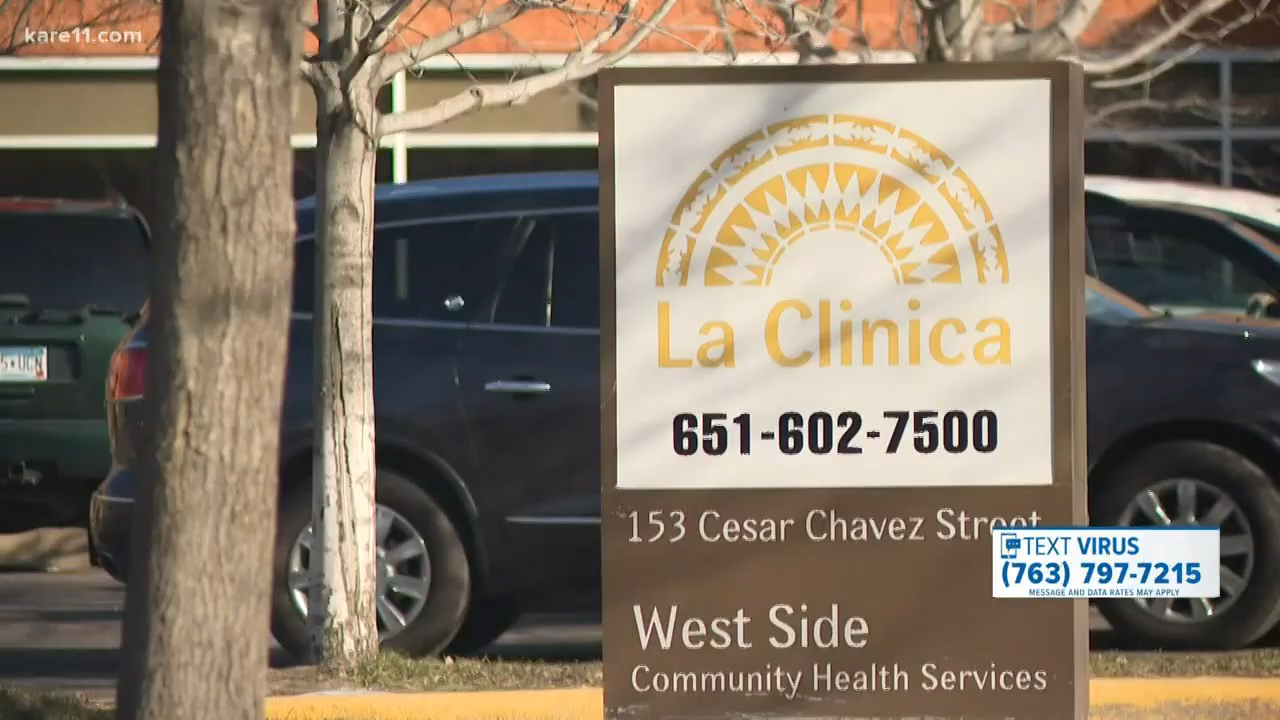 kare11.com
La Clinica
651-602-7500
153 Cesar Chavez Street
West Side
Community Health Services
TEXT VIRUS
(763) 797-7215
MESSAGE AND DATA RATES MAY APPLY